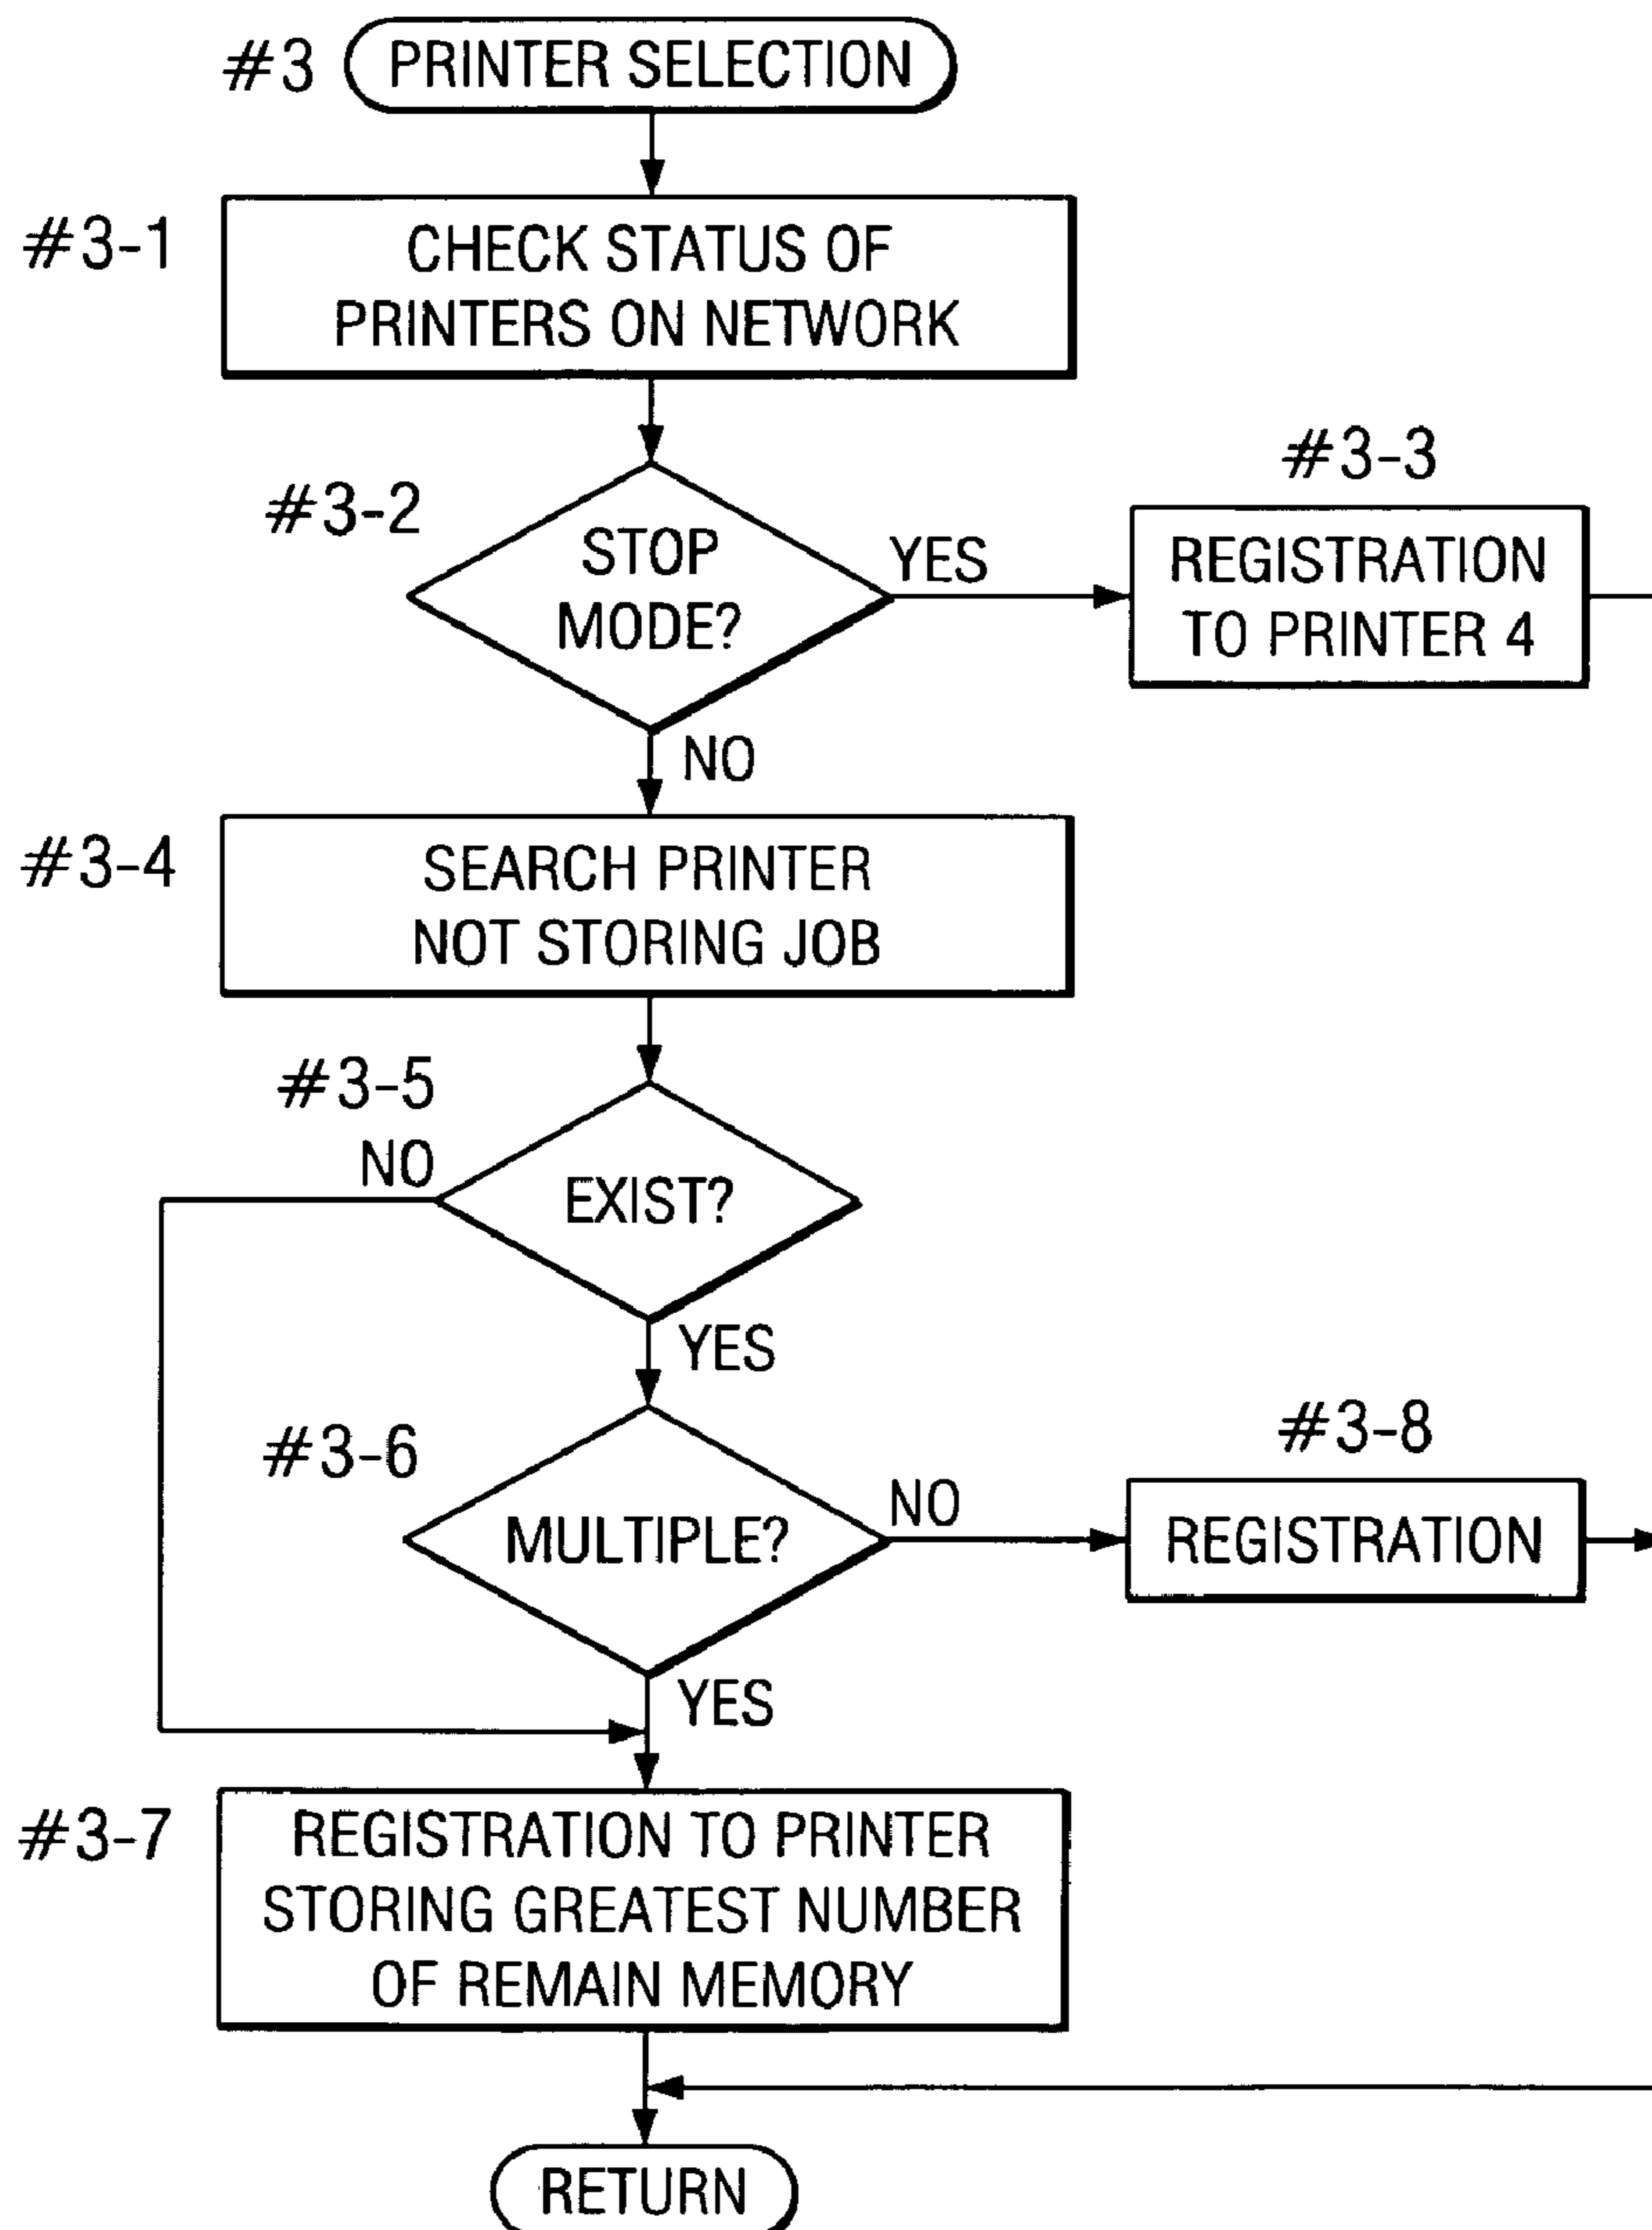 #3 PRINTER SELECTION
#3-1
CHECK STATUS OF
PRINTERS ON NETWORK
#3-2
STOP
MODE?
YES
#3-3
REGISTRATION
TO PRINTER 4
NO
#3-4
SEARCH PRINTER
NOT STORING JOB
#3-5
NO
EXIST?
YES
#3-6
MULTIPLE?
NO
#3-8
REGISTRATION
YES
#3-7
REGISTRATION TO PRINTER
STORING GREATEST NUMBER
OF REMAIN MEMORY
RETURN